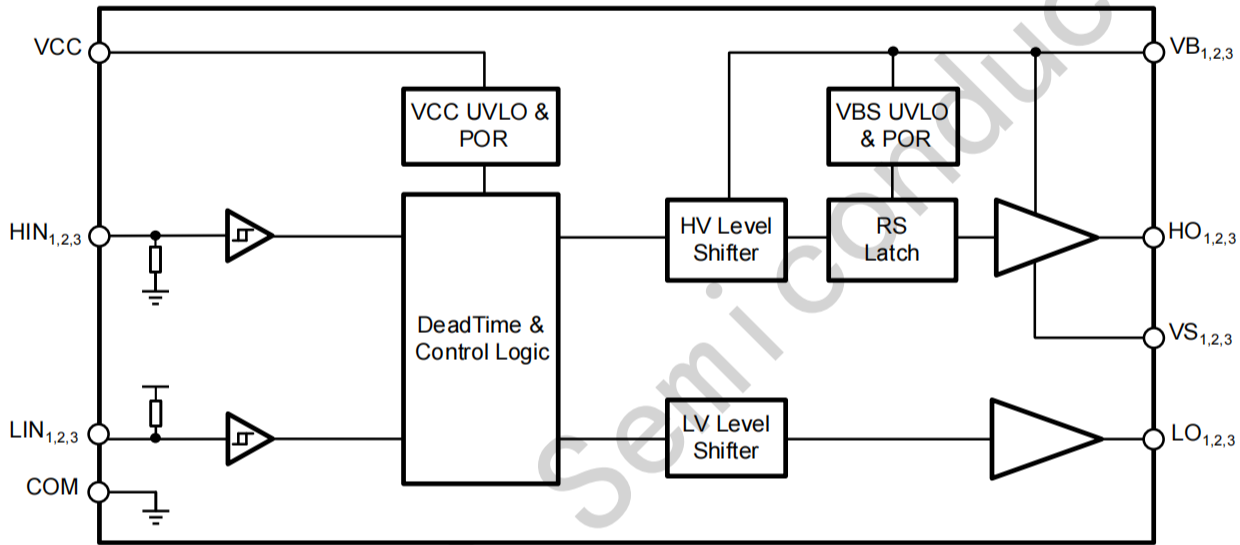 VCC
VB1,2,3
VCC UVLO &
POR
VBS UVLO
& POR
HIN1,2,3
HV Level
Shifter
RS
Latch
HO1,2,3
DeadTime &
Control Logic
VS1,2,3
LIN1,2,3
LV Level
Shifter
LO1,2,3
COM
Semiconduc